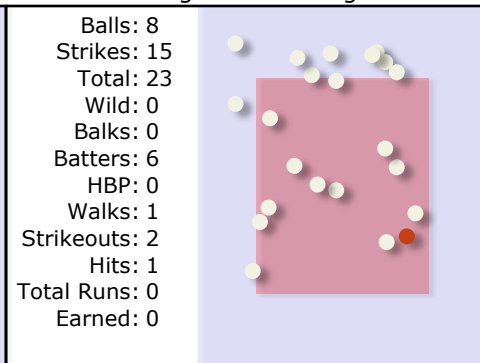 Balls: 8
Strikes: 15
Total: 23
Wild: 0
Balks: 0
Batters: 6
HBP: 0
Walks: 1
Strikeouts: 2
Hits: 1
Total Runs: 0
Earned: 0